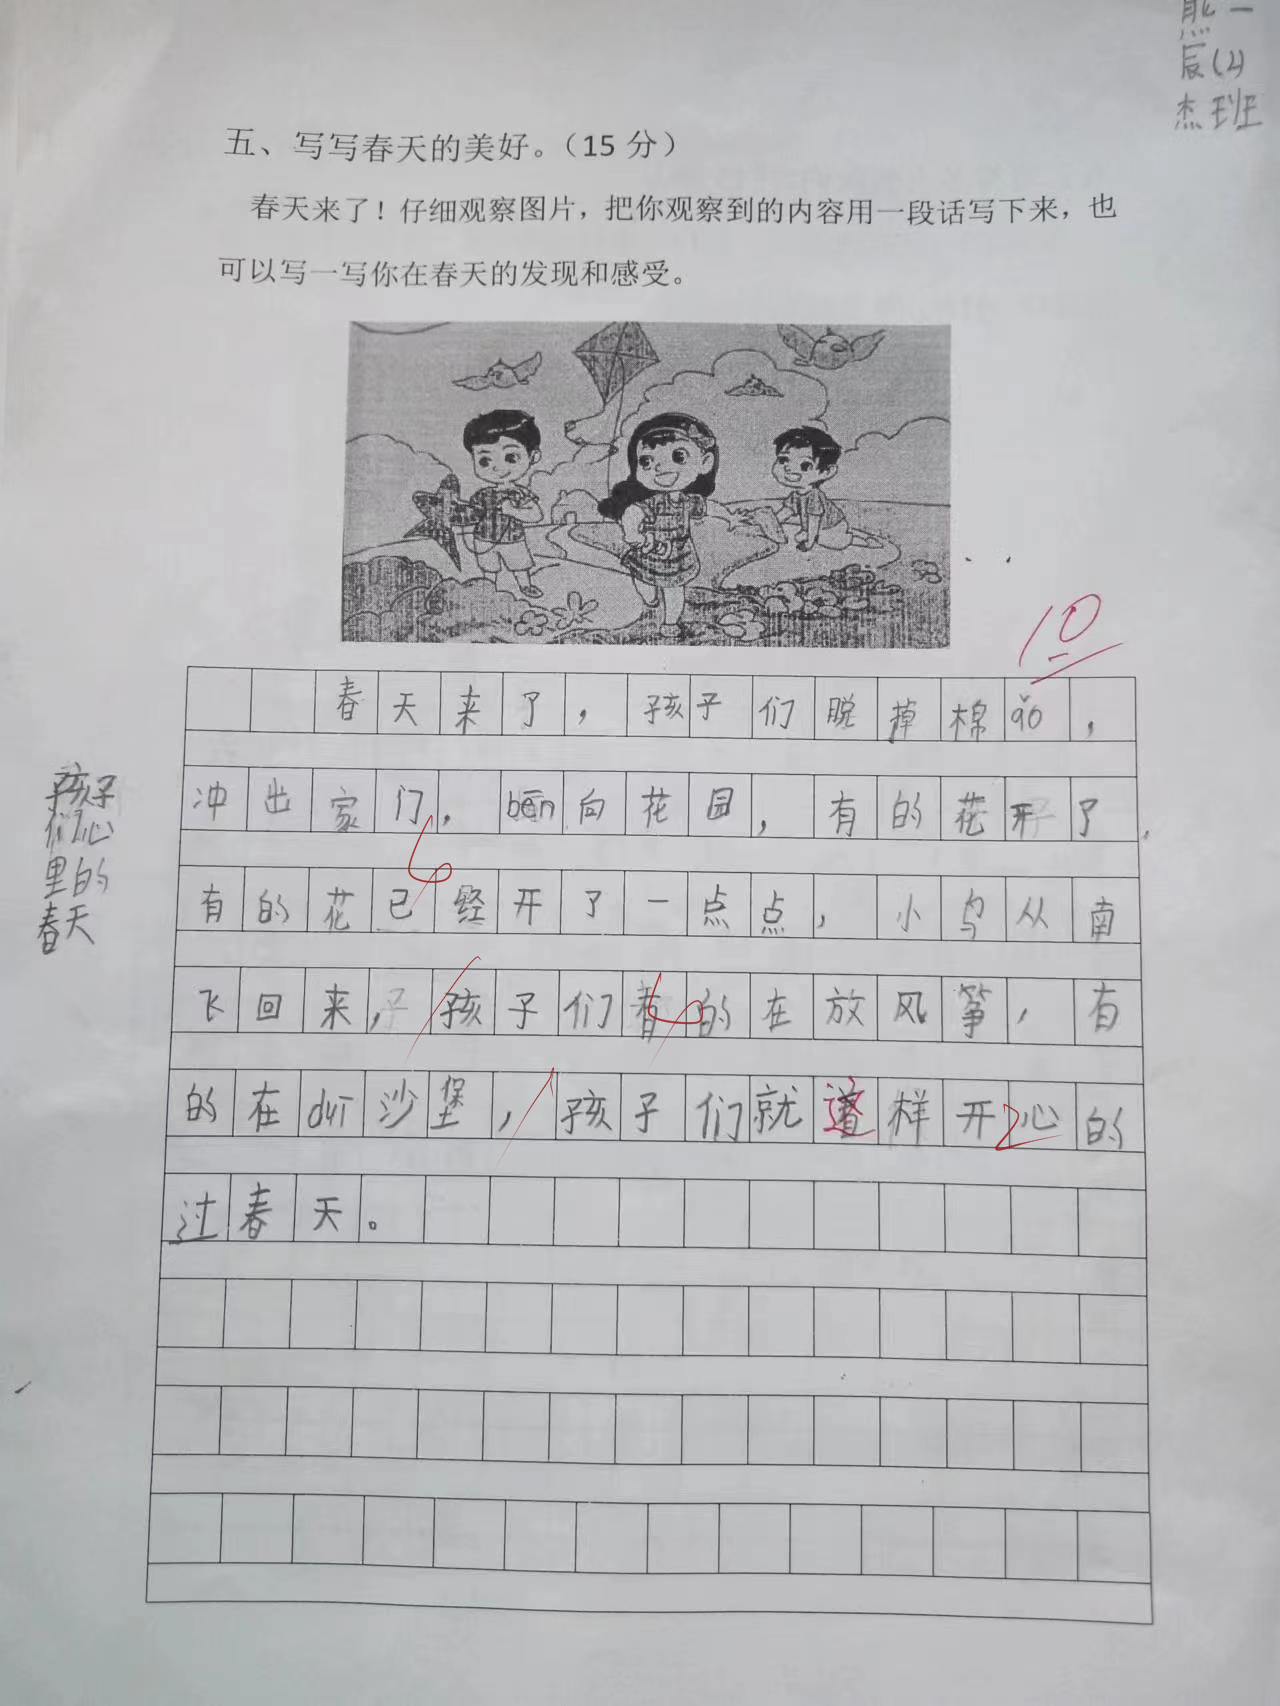 熊一
辰(2)
杰班
五、写写春天的美好。（15 分）
春天来了！仔细观察图片，把你观察到的内容用一段话写下来，也
可以写一写你在春天的发现和感受。
10
春天来了，孩子们脱掉棉ǎo，
冲出家门，bēn向花园，有的花开了，
有的花已经开了一点点，小鸟从南
飞回来，孩子们有的在放风筝，有
的在duī沙堡，孩子们就这样开心的
过春天。
孩子
们心
里的
春天